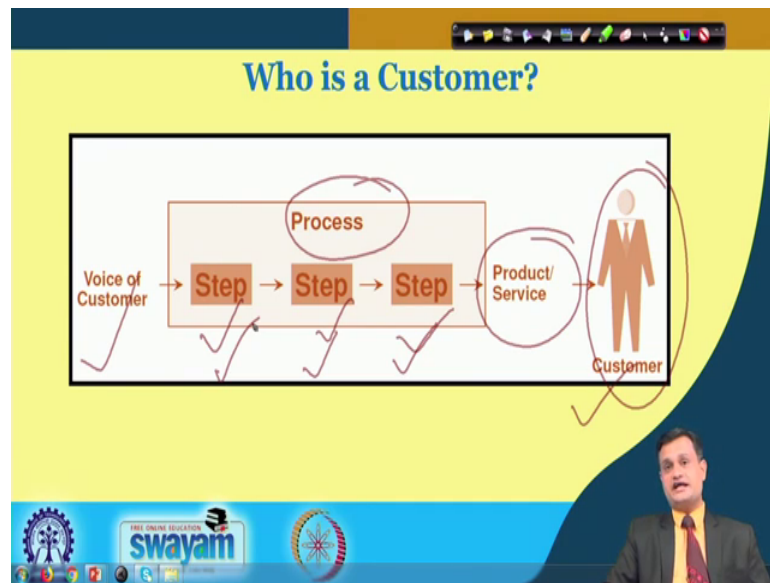 Who is a Customer?
Process
Voice of
Customer
Step
Step
Step
Product/
Service
Customer
FREE ONLINE EDUCATION
swayam